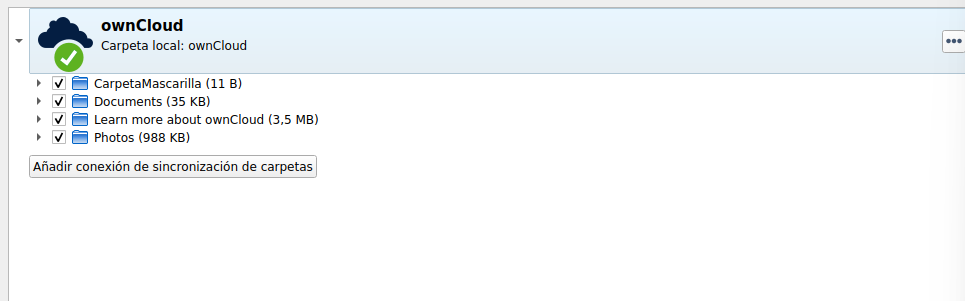 ownCloud
Carpeta local: ownCloud
CarpetaMascarilla (11 B)
Documents (35 KB)
Learn more about ownCloud (3,5 MB)
Photos (988 KB)
Añadir conexión de sincronización de carpetas